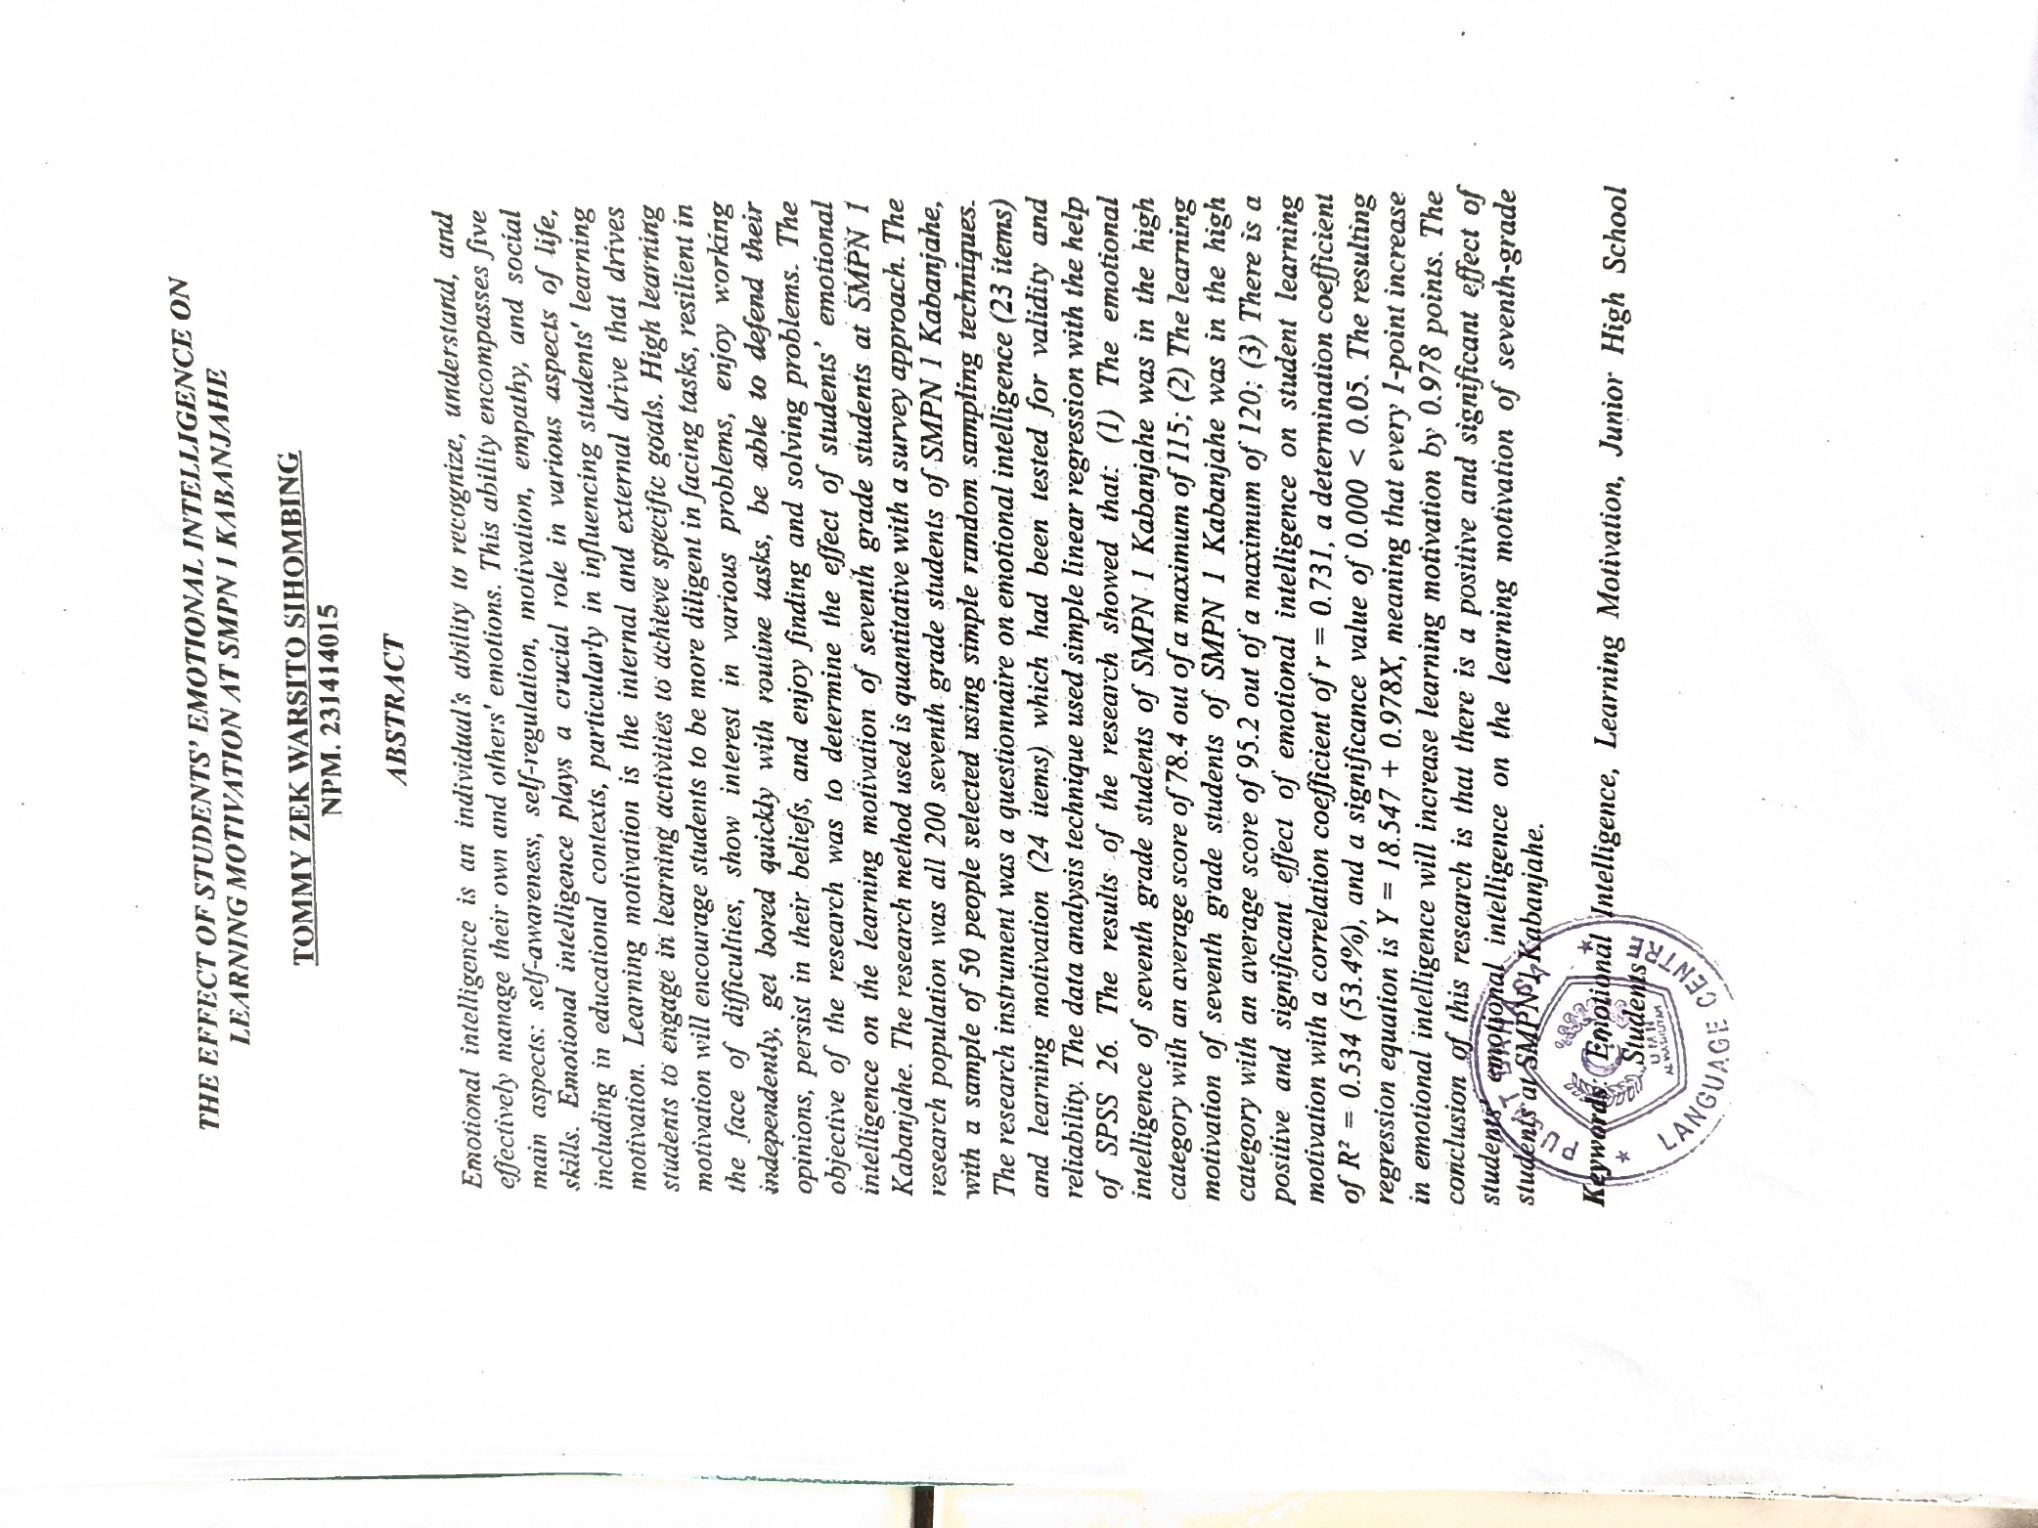 THE EFFECT OF STUDENTS' EMOTIONAL INTELLIGENCE ON
LEARNING MOTIVATION AT SMPN 1 KABANJAHE
TOMMY ZEK WARSITO SIHOMBING
NPM. 231414015
ABSTRACT
Emotional intelligence is an individual's ability to recognize, understand, and
effectively manage their own and others' emotions. This ability encompasses five
main aspects: self-awareness, self-regulation, motivation, empathy, and social
skills. Emotional intelligence plays a crucial role in various aspects of life,
including in educational contexts, particularly in influencing students' learning
motivation. Learning motivation is the internal and external drive that drives
students to engage in learning activities to achieve specific goals. High learning
motivation will encourage students to be more diligent in facing tasks, resilient in
the face of difficulties, show interest in various problems, enjoy working
independently, get bored quickly with routine tasks, be able to defend their
opinions, persist in their beliefs, and enjoy finding and solving problems. The
objective of the research was to determine the effect of students' emotional
intelligence on the learning motivation of seventh grade students at SMPN 1
Kabanjahe. The research method used is quantitative with a survey approach. The
research population was all 200 seventh grade students of SMPN 1 Kabanjahe,
with a sample of 50 people selected using simple random sampling techniques.
The research instrument was a questionnaire on emotional intelligence (23 items)
and learning motivation (24 items) which had been tested for validity and
reliability. The data analysis technique used simple linear regression with the help
of SPSS 26. The results of the research showed that: (1) The emotional
intelligence of seventh grade students of SMPN 1 Kabanjahe was in the high
category with an average score of 78.4 out of a maximum of 115; (2) The learning
motivation of seventh grade students of SMPN 1 Kabanjahe was in the high
category with an average score of 95.2 out of a maximum of 120; (3) There is a
positive and significant effect of emotional intelligence on student learning
motivation with a correlation coefficient of r = 0.731, a determination coefficient
of R² = 0.534 (53.4%), and a significance value of 0.000 < 0.05. The resulting
regression equation is Y = 18.547 + 0.978X, meaning that every 1-point increase
in emotional intelligence will increase learning motivation by 0.978 points. The
conclusion of this research is that there is a positive and significant effect of
students' emotional intelligence on the learning motivation of seventh-grade
students at SMPN 1 Kabanjahe.
Keywords: Emotional Intelligence, Learning Motivation, Junior High School
Students
PUSAT BAHASA
LANGUAGE CENTRE